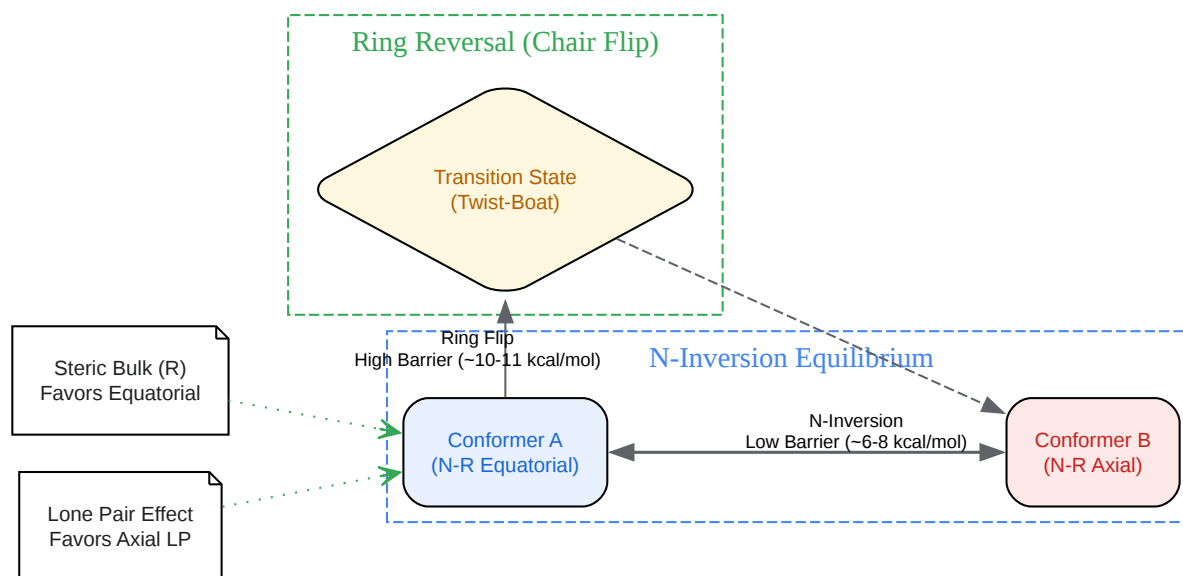 Ring Reversal (Chair Flip)
Transition State
(Twist-Boat)
Ring Flip
High Barrier (~10-11 kcal/mol)
N-Inversion Equilibrium
Steric Bulk (R)
Favors Equatorial
Conformer A
(N-R Equatorial)
N-Inversion
Low Barrier (~6-8 kcal/mol)
Conformer B
(N-R Axial)
Lone Pair Effect
Favors Axial LP